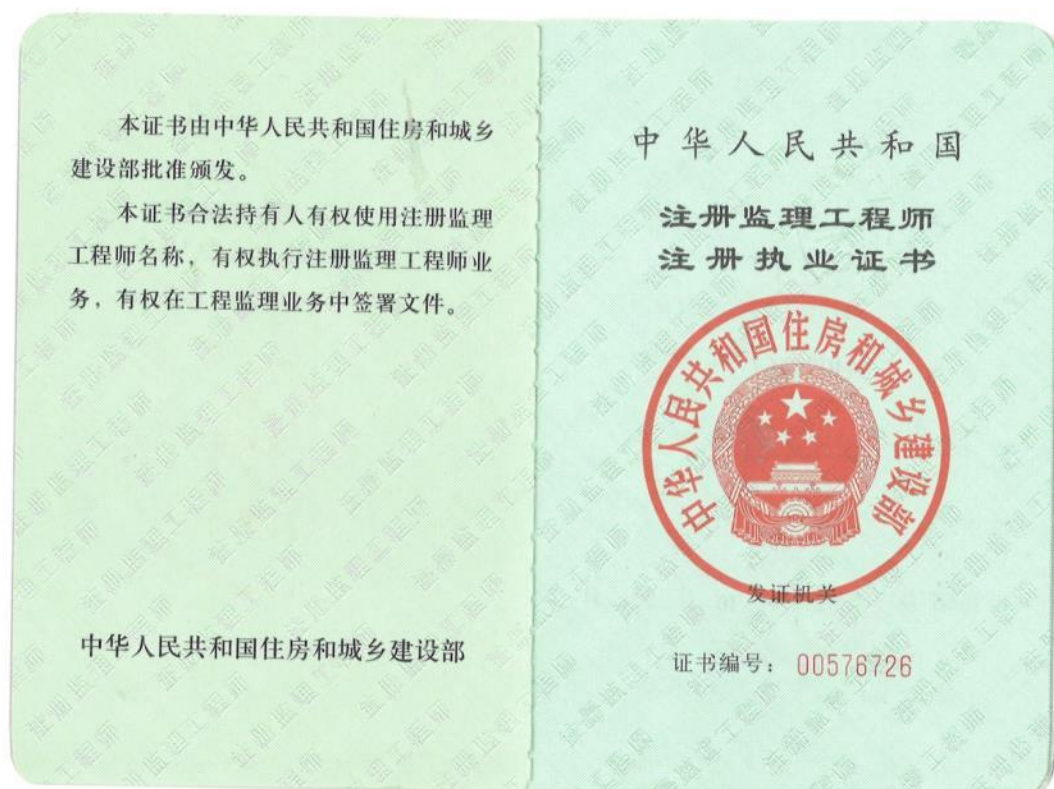 本证书由中华人民共和国住房和城乡
建设部批准颁发。
本证书合法持有人有权使用注册监理
工程师名称，有权执行注册监理工程师业
务，有权在工程监理业务中签署文件。
中华人民共和国住房和城乡建设部
中华人民共和国
注册监理工程师
注册执业证书
中华人民共和国住房和城乡建设部
发证机关
证书编号： 00576726